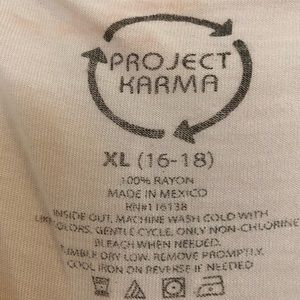 PROJECT
KARMA
XL (16-18)
100% RAYON
MADE IN MEXICO
RN#116138
INSIDE OUT, MACHINE WASH COLD WITH
COLORS. GENTLE CYCLE, ONLY NON-CHLORINE
BLEACH WHEN NEEDED.
TUMBLE DRY LOW. REMOVE PROMPTLY.
COOL IRON ON REVERSE IF NEEDED